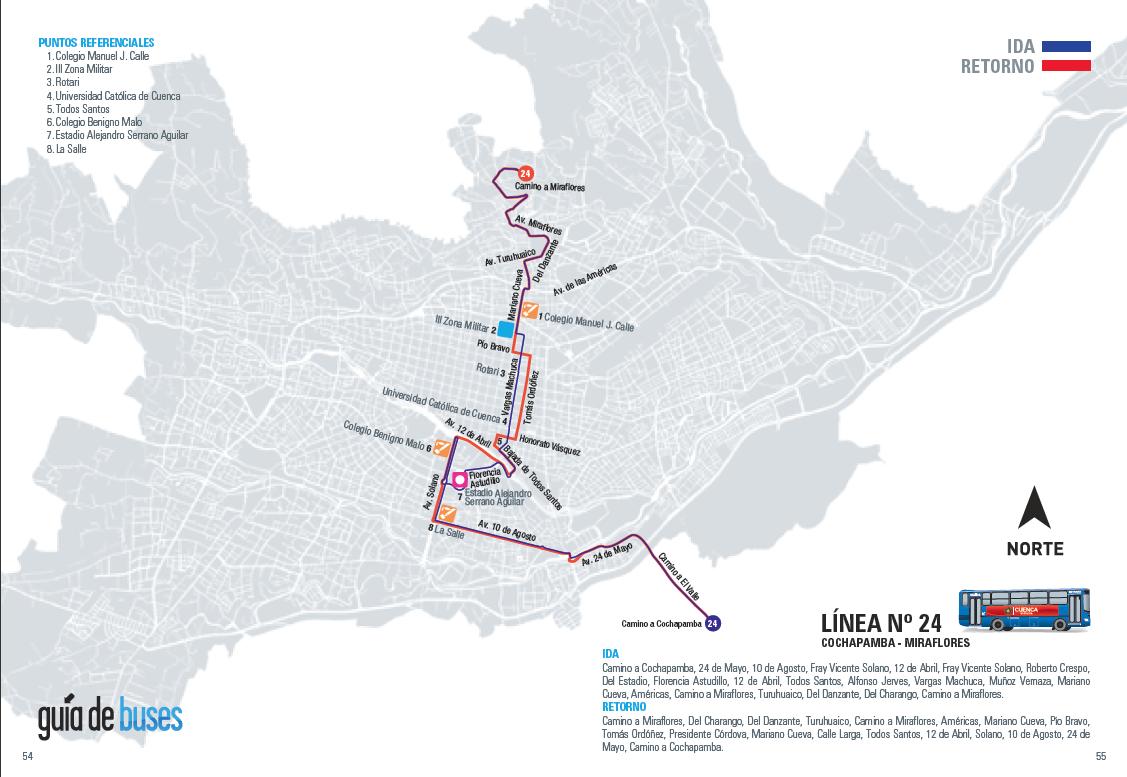 PUNTOS REFERENCIALES
1. Colegio Manuel J. Calle
2. III Zona Militar
3. Rotari
4. Universidad Católica de Cuenca
5. Todos Santos
6. Colegio Benigno Malo
7. Estadio Alejandro Serrano Aguilar
8. La Salle
IDA
RETORNO
24
Camino a Miraflores
Av. Miraflores
Av. Turuhuaico
Del Danzante
Av. de las Américas
Mariano Cueva
1 Colegio Manuel J. Calle
III Zona Militar 2
Pío Bravo
Rotari 3
Vargas Machuca
Tomás Ordóñez
Universidad Católica de Cuenca 4
Av. 12 de Abril
5
Honorato Vásquez
Colegio Benigno Malo 6
Bajada de Todos Santos
Florencia
Astudillo
7
Estadio Alejandro
Serrano Aguilar
Av. Solano
8 La Salle
Av. 10 de Agosto
Av. 24 de Mayo
Camino a El Valle
Camino a Cochapamba 24
NORTE
CUENCA
LÍNEA Nº 24
COCHAPAMBA - MIRAFLORES
IDA
Camino a Cochapamba, 24 de Mayo, 10 de Agosto, Fray Vicente Solano, 12 de Abril, Fray Vicente Solano, Roberto Crespo,
Del Estadio, Florencia Astudillo, 12 de Abril, Todos Santos, Alfonso Jerves, Vargas Machuca, Muñoz Vernaza, Mariano
Cueva, Américas, Camino a Miraflores, Turuhuaico, Del Danzante, Del Charango, Camino a Miraflores.
RETORNO
Camino a Miraflores, Del Charango, Del Danzante, Turuhuaico, Camino a Miraflores, Américas, Mariano Cueva, Pio Bravo,
Tomás Ordóñez, Presidente Córdova, Mariano Cueva, Calle Larga, Todos Santos, 12 de Abril, Solano, 10 de Agosto, 24 de
Mayo, Camino a Cochapamba.
guía de buses
54
55